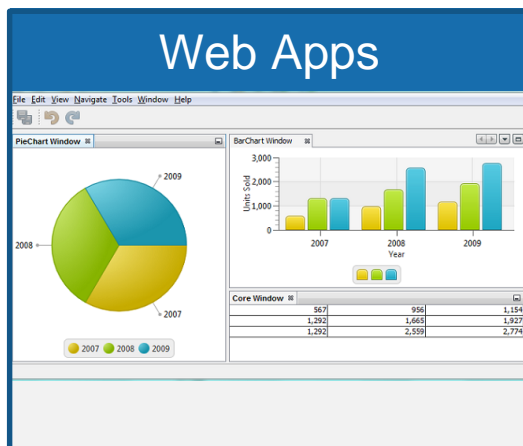 Web Apps
File Edit View Navigate Tools Window Help
PieChart Window
2009
2008
2007
2007 2008 2009
BarChart Window
3,000
2,000
1,000
0
Units Sold
2007 2008 2009
Year
Core Window
567 956 1,154
1,292 1,665 1,927
1,292 2,559 2,774